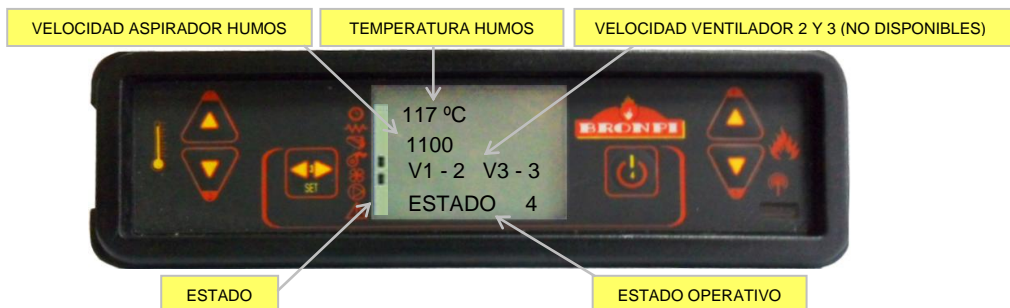 VELOCIDAD ASPIRADOR HUMOS
TEMPERATURA HUMOS
VELOCIDAD VENTILADOR 2 Y 3 (NO DISPONIBLES)
117 ºC
1100
V1 - 2 V3 - 3
ESTADO 4
SET
BRONPI
ESTADO
ESTADO OPERATIVO